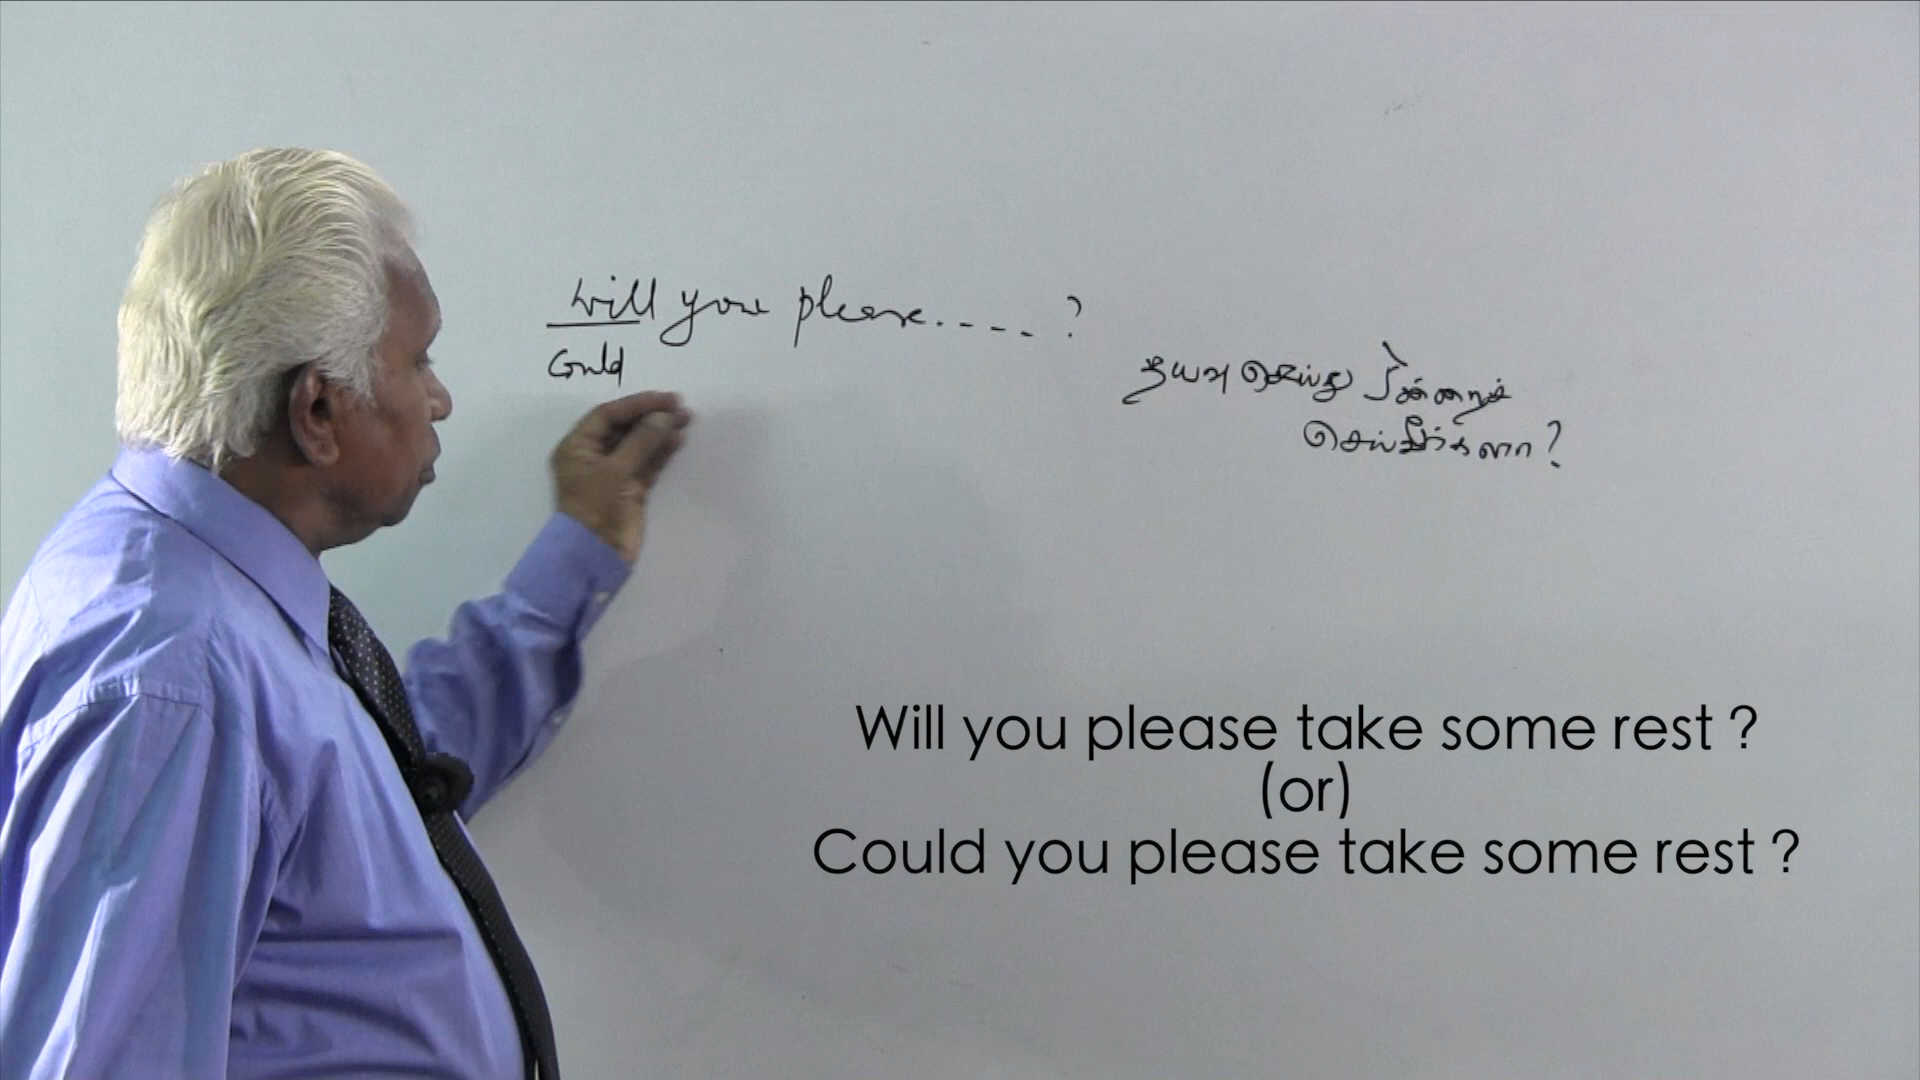 Will you please.---- ?
Could
தயவு செய்து
செய்வீர்களா?
Will you please take some rest ?
(or)
Could you please take some rest ?